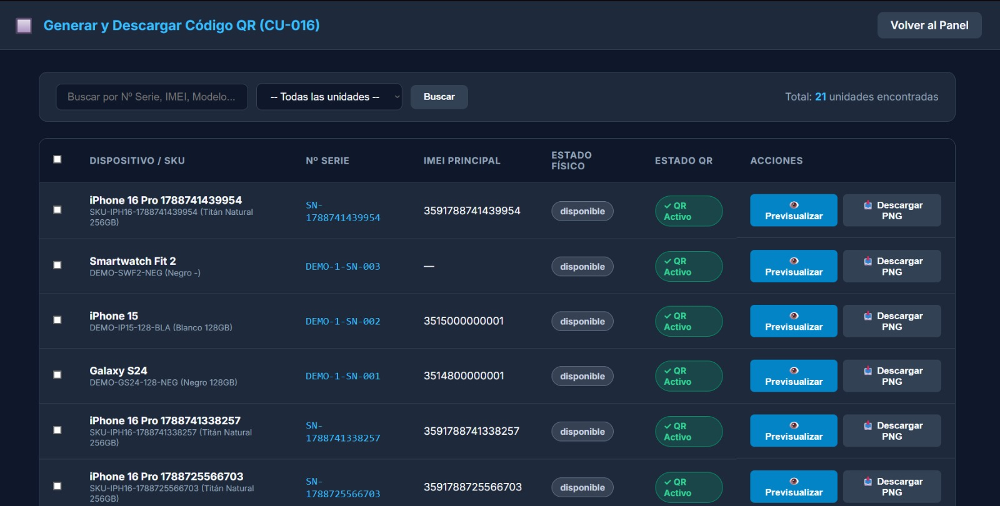 Generar y Descargar Código QR (CU-016)
Volver al Panel
Buscar por Nº Serie, IMEI, Modelo...
-- Todas las unidades --
Buscar
Total: 21 unidades encontradas
DISPOSITIVO / SKU
Nº SERIE
IMEI PRINCIPAL
ESTADO
FÍSICO
ESTADO QR
ACCIONES
iPhone 16 Pro 1788741439954
SKU-IPH16-1788741439954 (Titán Natural
256GB)
SN-
1788741439954
3591788741439954
disponible
✓ QR
Activo
Previsualizar
Descargar
PNG
Smartwatch Fit 2
DEMO-SWF2-NEG (Negro -)
DEMO-1-SN-003
—
disponible
✓ QR
Activo
Previsualizar
Descargar
PNG
iPhone 15
DEMO-IP15-128-BLA (Blanco 128GB)
DEMO-1-SN-002
3515000000001
disponible
✓ QR
Activo
Previsualizar
Descargar
PNG
Galaxy S24
DEMO-GS24-128-NEG (Negro 128GB)
DEMO-1-SN-001
3514800000001
disponible
✓ QR
Activo
Previsualizar
Descargar
PNG
iPhone 16 Pro 1788741338257
SKU-IPH16-1788741338257 (Titán Natural
256GB)
SN-
1788741338257
3591788741338257
disponible
✓ QR
Activo
Previsualizar
Descargar
PNG
iPhone 16 Pro 1788725566703
SKU-IPH16-1788725566703 (Titán Natural
256GB)
SN-
1788725566703
3591788725566703
disponible
✓ QR
Activo
Previsualizar
Descargar
PNG